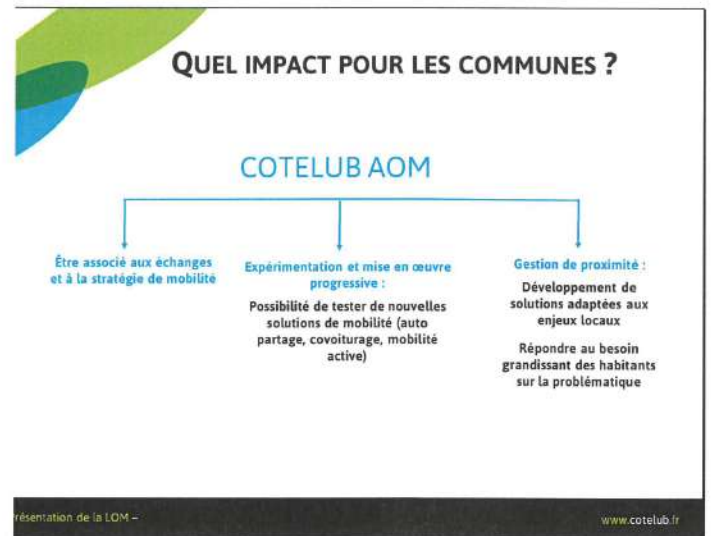 QUEL IMPACT POUR LES COMMUNES ?
COTELUB AOM
Être associé aux échanges
et à la stratégie de mobilité
Expérimentation et mise en œuvre
progressive :
Possibilité de tester de nouvelles
solutions de mobilité (auto
partage, covoiturage, mobilité
active)
Gestion de proximité :
Développement de
solutions adaptées aux
enjeux locaux
Répondre au besoin
grandissant des habitants
sur la problématique
résentation de la LOM –
www.cotelub.fr